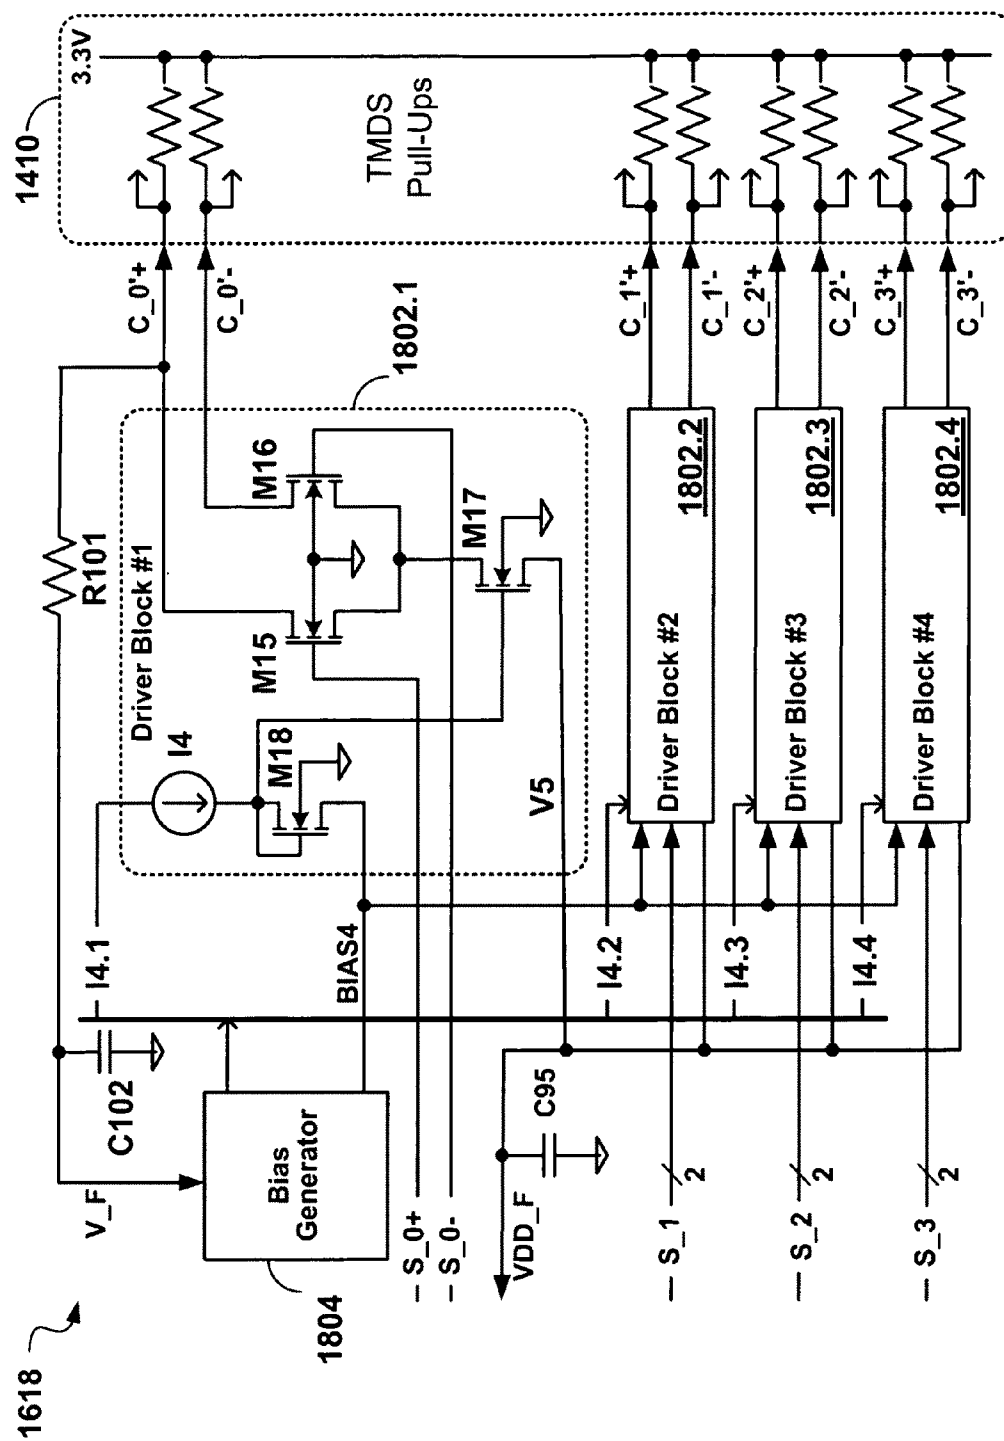 1618
1410
3.3V
TMDS
Pull-Ups
C_0'+
C_0'-
C_1'+
C_1'-
C_2'+
C_2'-
C_3'+
C_3'-
R101
1802.1
Driver Block #1
I4
M18
M15
M16
M17
V5
I4.1
C102
V_F
Bias
Generator
1804
BIAS4
S_0+
S_0-
VDD_F
C95
I4.2
I4.3
I4.4
Driver Block #2
1802.2
Driver Block #3
1802.3
Driver Block #4
1802.4
S_1
2
S_2
2
S_3
2